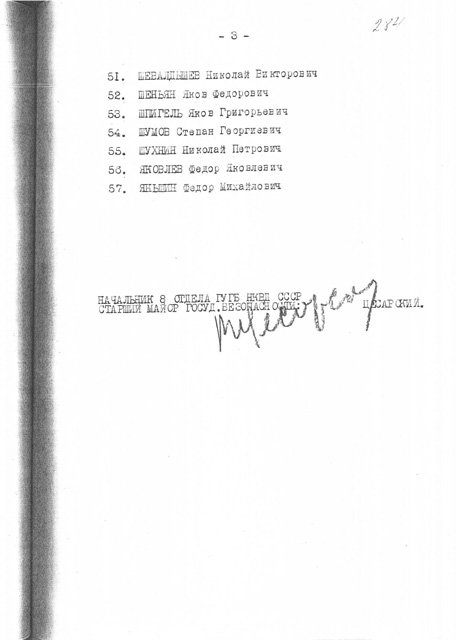 - 3 -
284
51. ШЕВАЛДЫШЕВ Николай Викторович
52. ШЕНЬЯН Яков Федорович
53. ШПИГЕЛЬ Яков Григорьевич
54. ШУМОВ Степан Георгиевич
55. ШУХНИН Николай Петрович
56. ЯКОВЛЕВ Федор Яковлевич
57. ЯНЫШИН Федор Михайлович
НАЧАЛЬНИК 8 ОТДЕЛА ГУГБ НКВД СССР
СТАРШИЙ МАЙОР ГОСУД.БЕЗОПАСНОСТИ: ЦЕСАРСКИЙ.